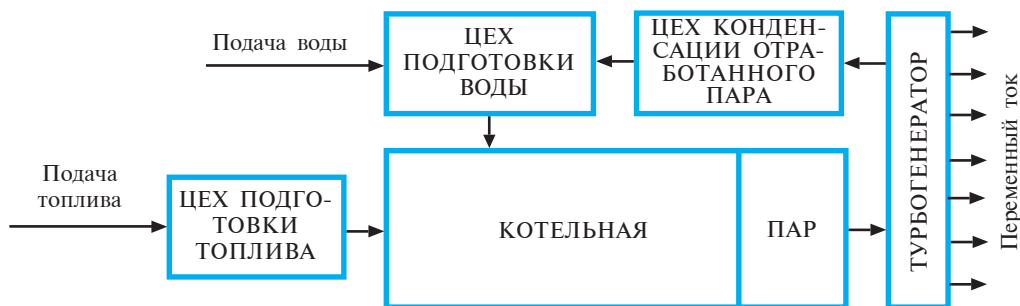 Подача воды
ЦЕХ
ПОДГОТОВКИ
ВОДЫ
ЦЕХ КОНДЕН-
САЦИИ ОТРА-
БОТАННОГО
ПАРА
Подача
топлива
ЦЕХ ПОДГО-
ТОВКИ
ТОПЛИВА
КОТЕЛЬНАЯ
ПАР
ТУРБОГЕНЕРАТОР
Переменный ток